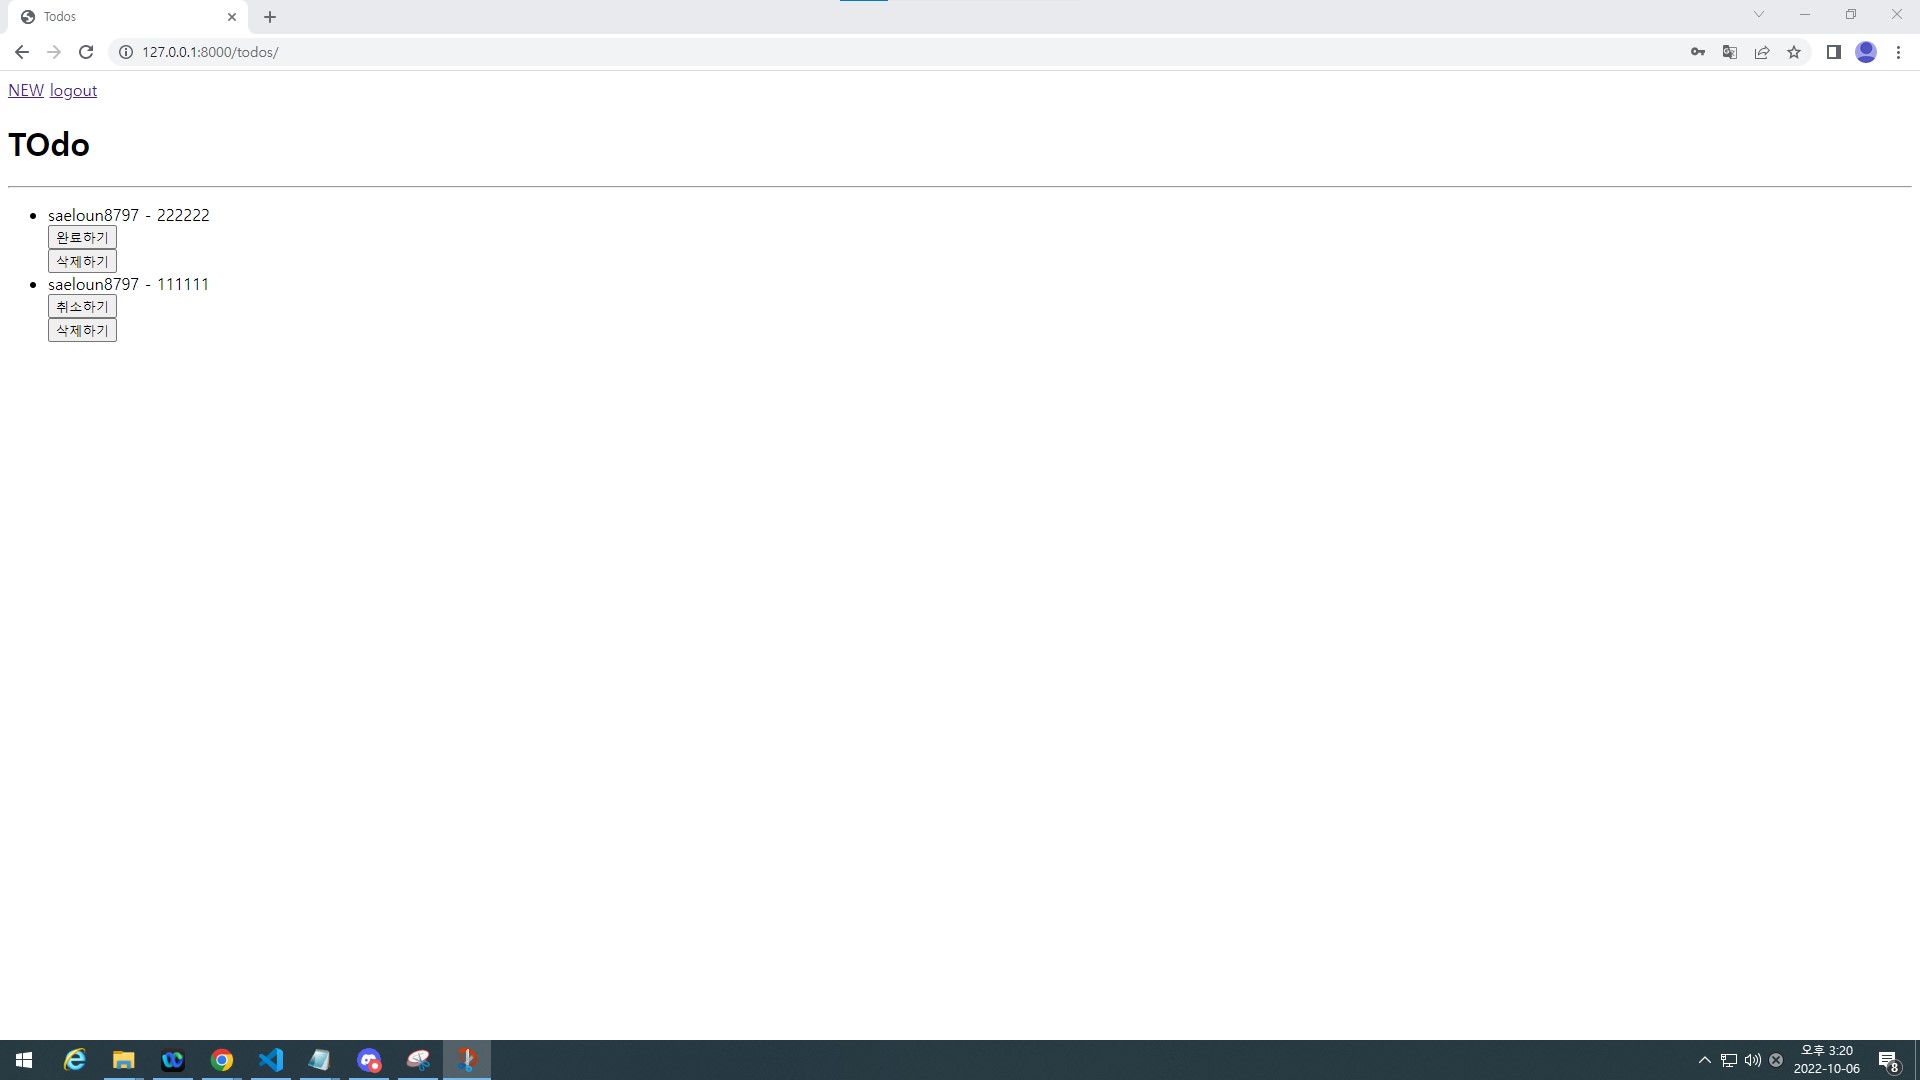 Todos
127.0.0.1:8000/todos/
NEW logout
TOdo
saeloun8797 - 222222
완료하기
삭제하기
saeloun8797 - 111111
취소하기
삭제하기
오후 3:20
2022-10-06
8